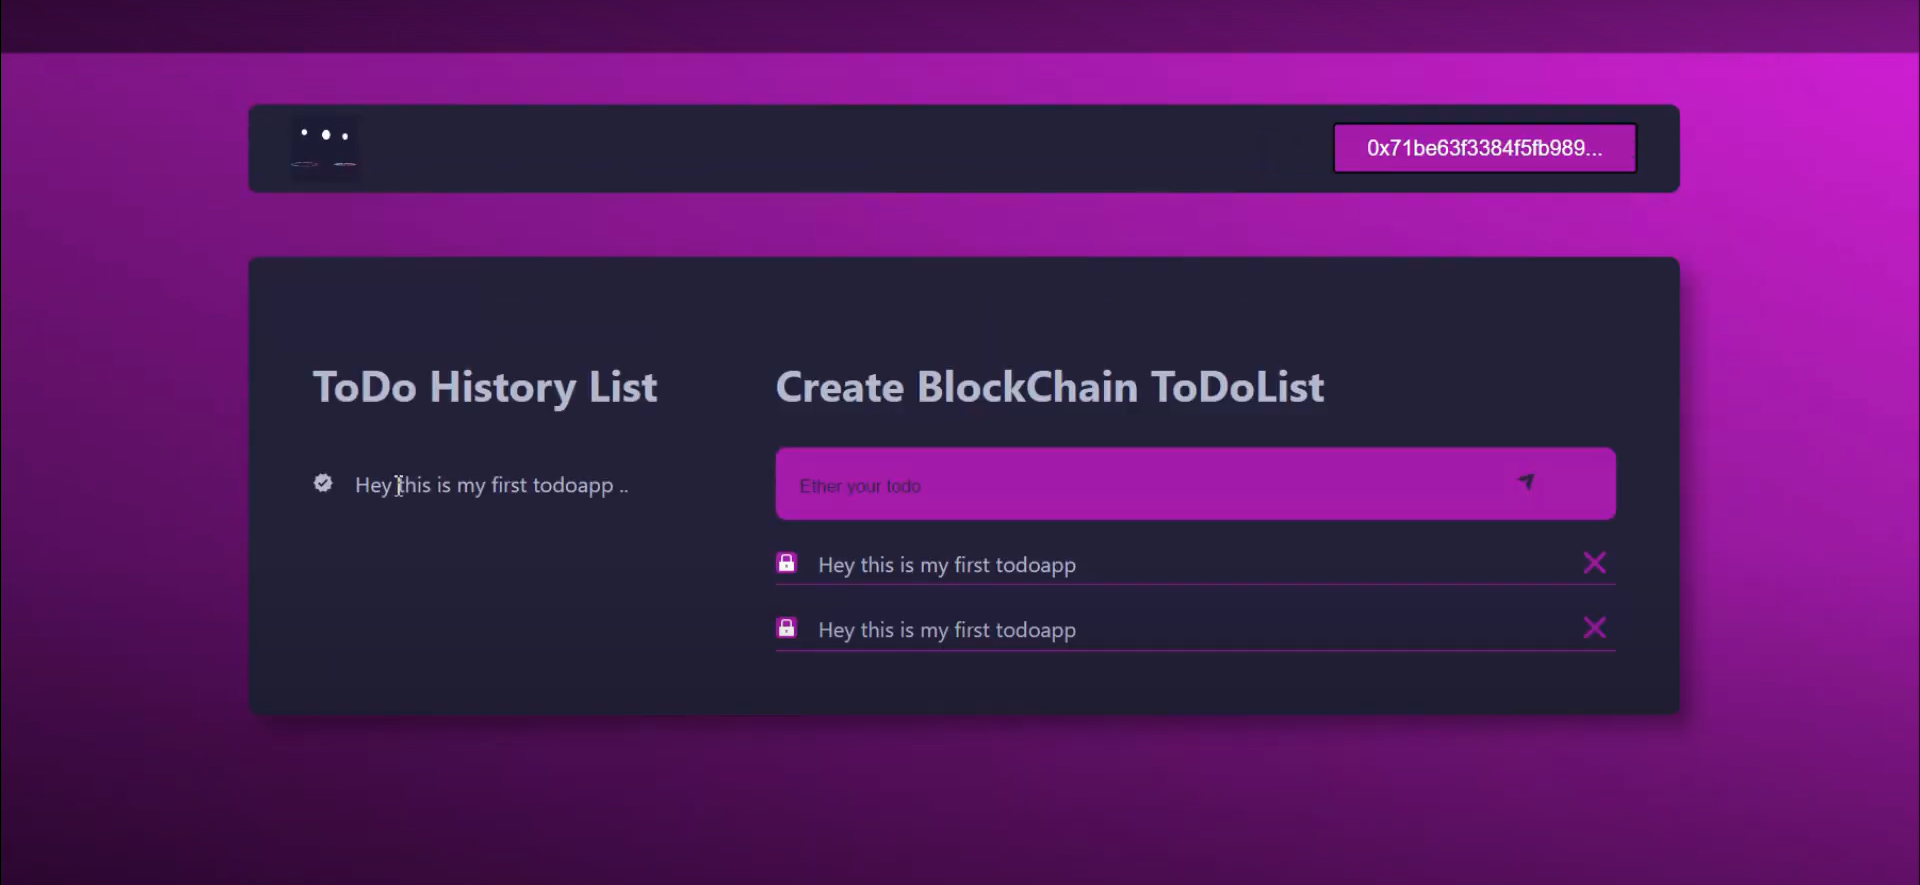 0x71be63f3384f5fb989...
ToDo History List
Hey this is my first todoapp ..
Create BlockChain ToDoList
Ether your todo
Hey this is my first todoapp
Hey this is my first todoapp